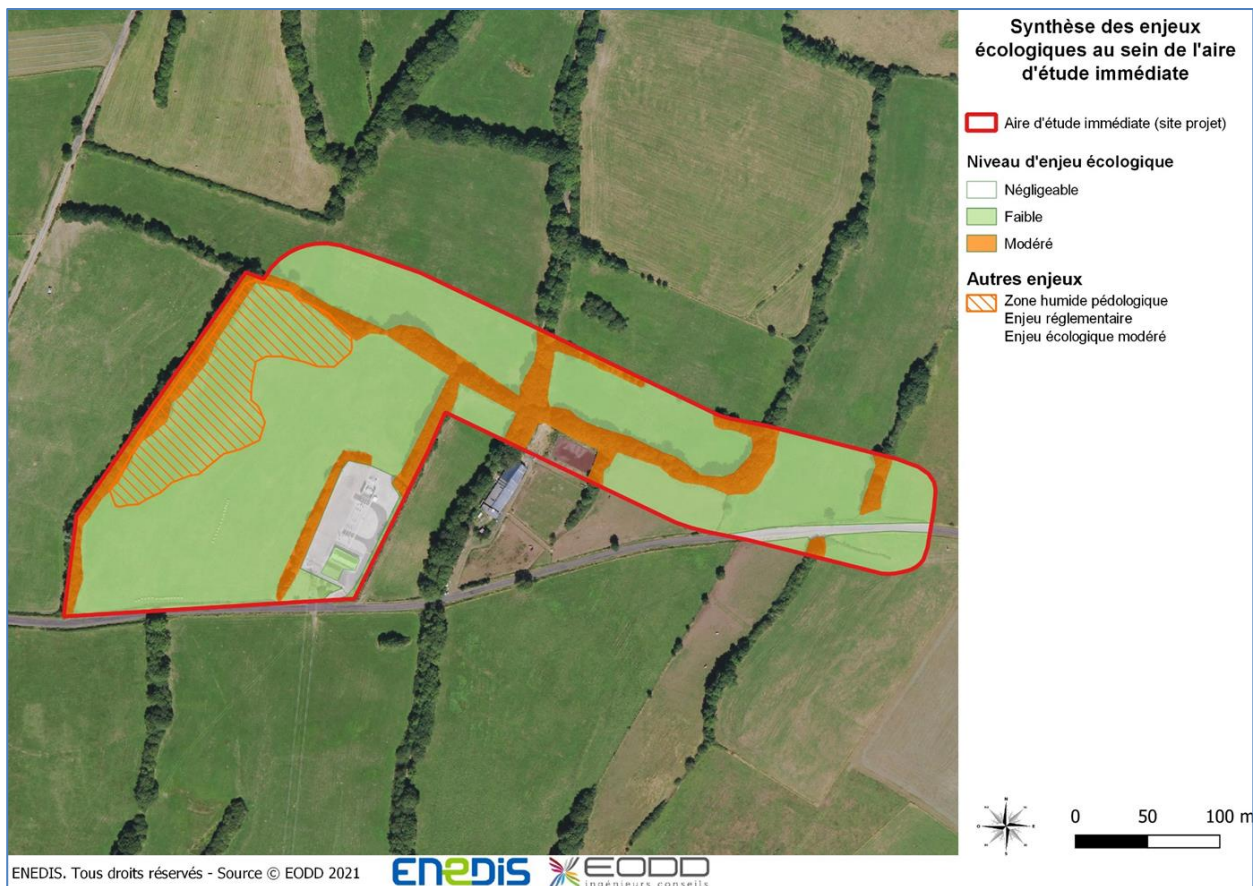 Synthèse des enjeux
écologiques au sein de l'aire
d'étude immédiate
Aire d'étude immédiate (site projet)
Niveau d'enjeu écologique
Négligeable
Faible
Modéré
Autres enjeux
Zone humide pédologique
Enjeu réglementaire
Enjeu écologique modéré
0 50 100 m
ENEDIS. Tous droits réservés - Source © EODD 2021
ENEDIS
EODD
ingénieurs conseils